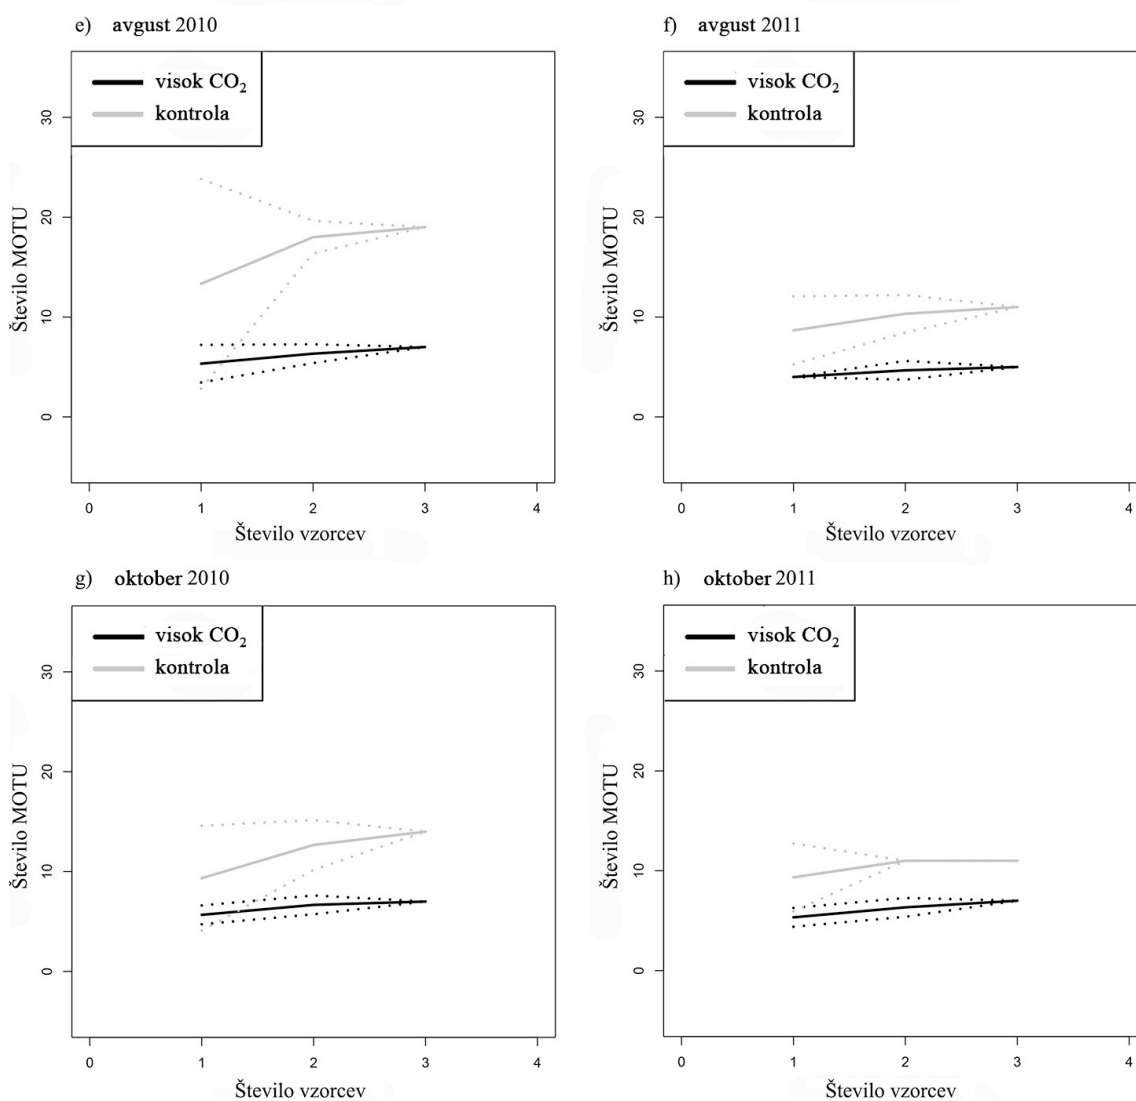 e) avgust 2010
visok CO₂
kontrola
Število MOTU
30
20
10
0
0 1 2 3 4
Število vzorcev
f) avgust 2011
visok CO₂
kontrola
Število MOTU
30
20
10
0
0 1 2 3 4
Število vzorcev
g) oktober 2010
visok CO₂
kontrola
Število MOTU
30
20
10
0
0 1 2 3 4
Število vzorcev
h) oktober 2011
visok CO₂
kontrola
Število MOTU
30
20
10
0
0 1 2 3 4
Število vzorcev